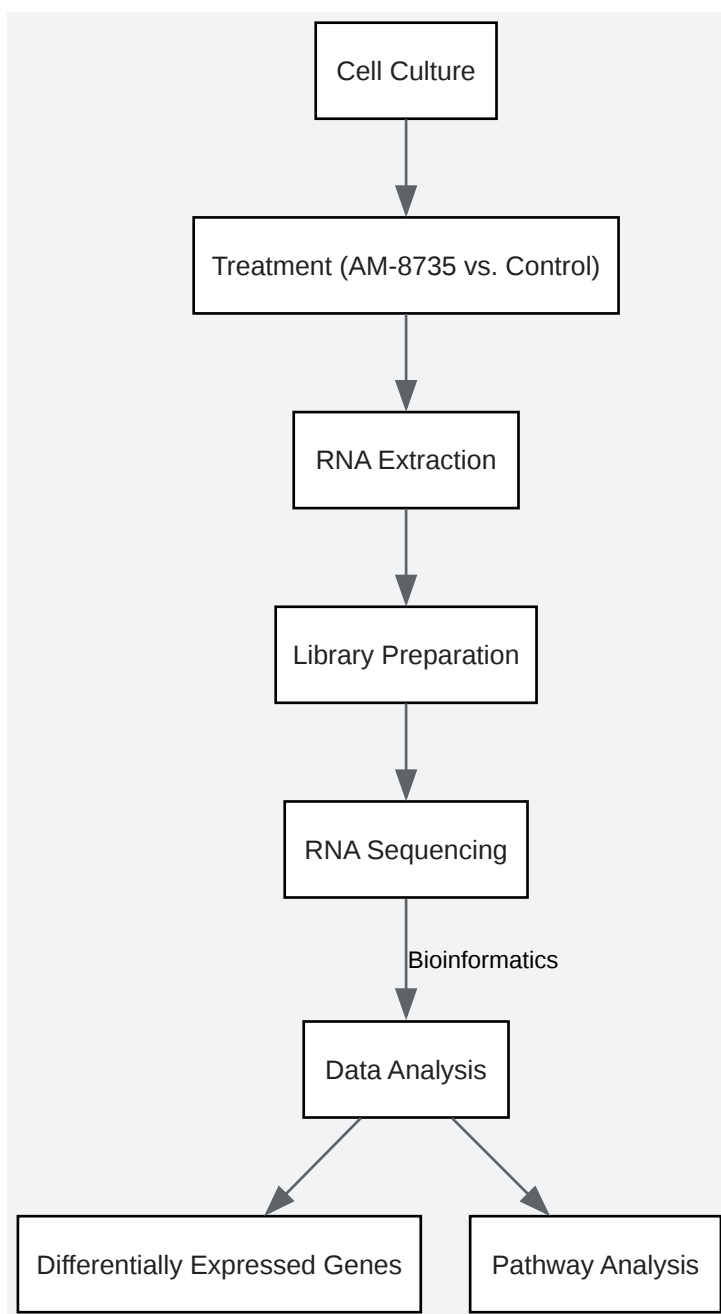 Cell Culture
Treatment (AM-8735 vs. Control)
RNA Extraction
Library Preparation
RNA Sequencing
Bioinformatics
Data Analysis
Differentially Expressed Genes
Pathway Analysis